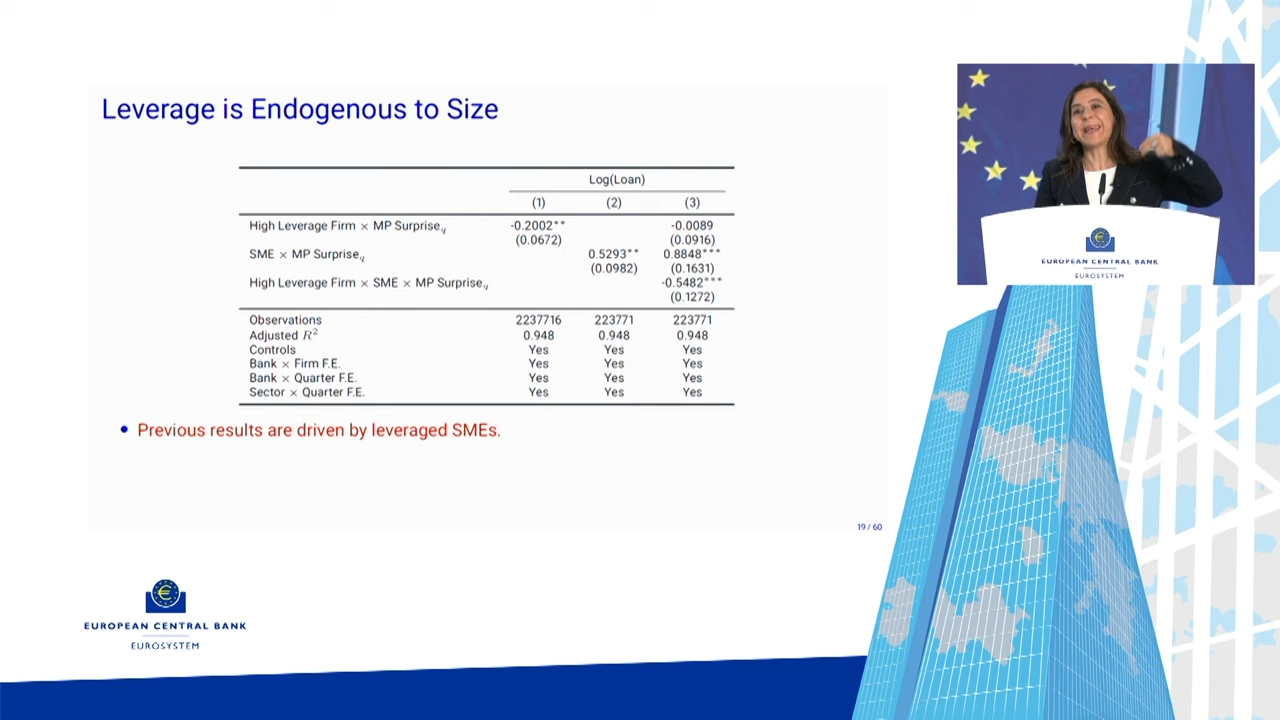 Leverage is Endogenous to Size
Log(Loan)
(1) (2) (3)
High Leverage Firm × MP Surprise_q -0.2002** -0.0089
(0.0672) (0.0916)
SME × MP Surprise_q 0.5293** 0.8848***
(0.0982) (0.1631)
High Leverage Firm × SME × MP Surprise_q -0.5482***
(0.1272)
Observations 2237716 223771 223771
Adjusted R² 0.948 0.948 0.948
Controls Yes Yes Yes
Bank × Firm F.E. Yes Yes Yes
Bank × Quarter F.E. Yes Yes Yes
Sector × Quarter F.E. Yes Yes Yes
• Previous results are driven by leveraged SMEs.
19 / 60
EUROPEAN CENTRAL BANK
EUROSYSTEM
EUROPEAN CENTRAL BANK
EUROSYSTEM